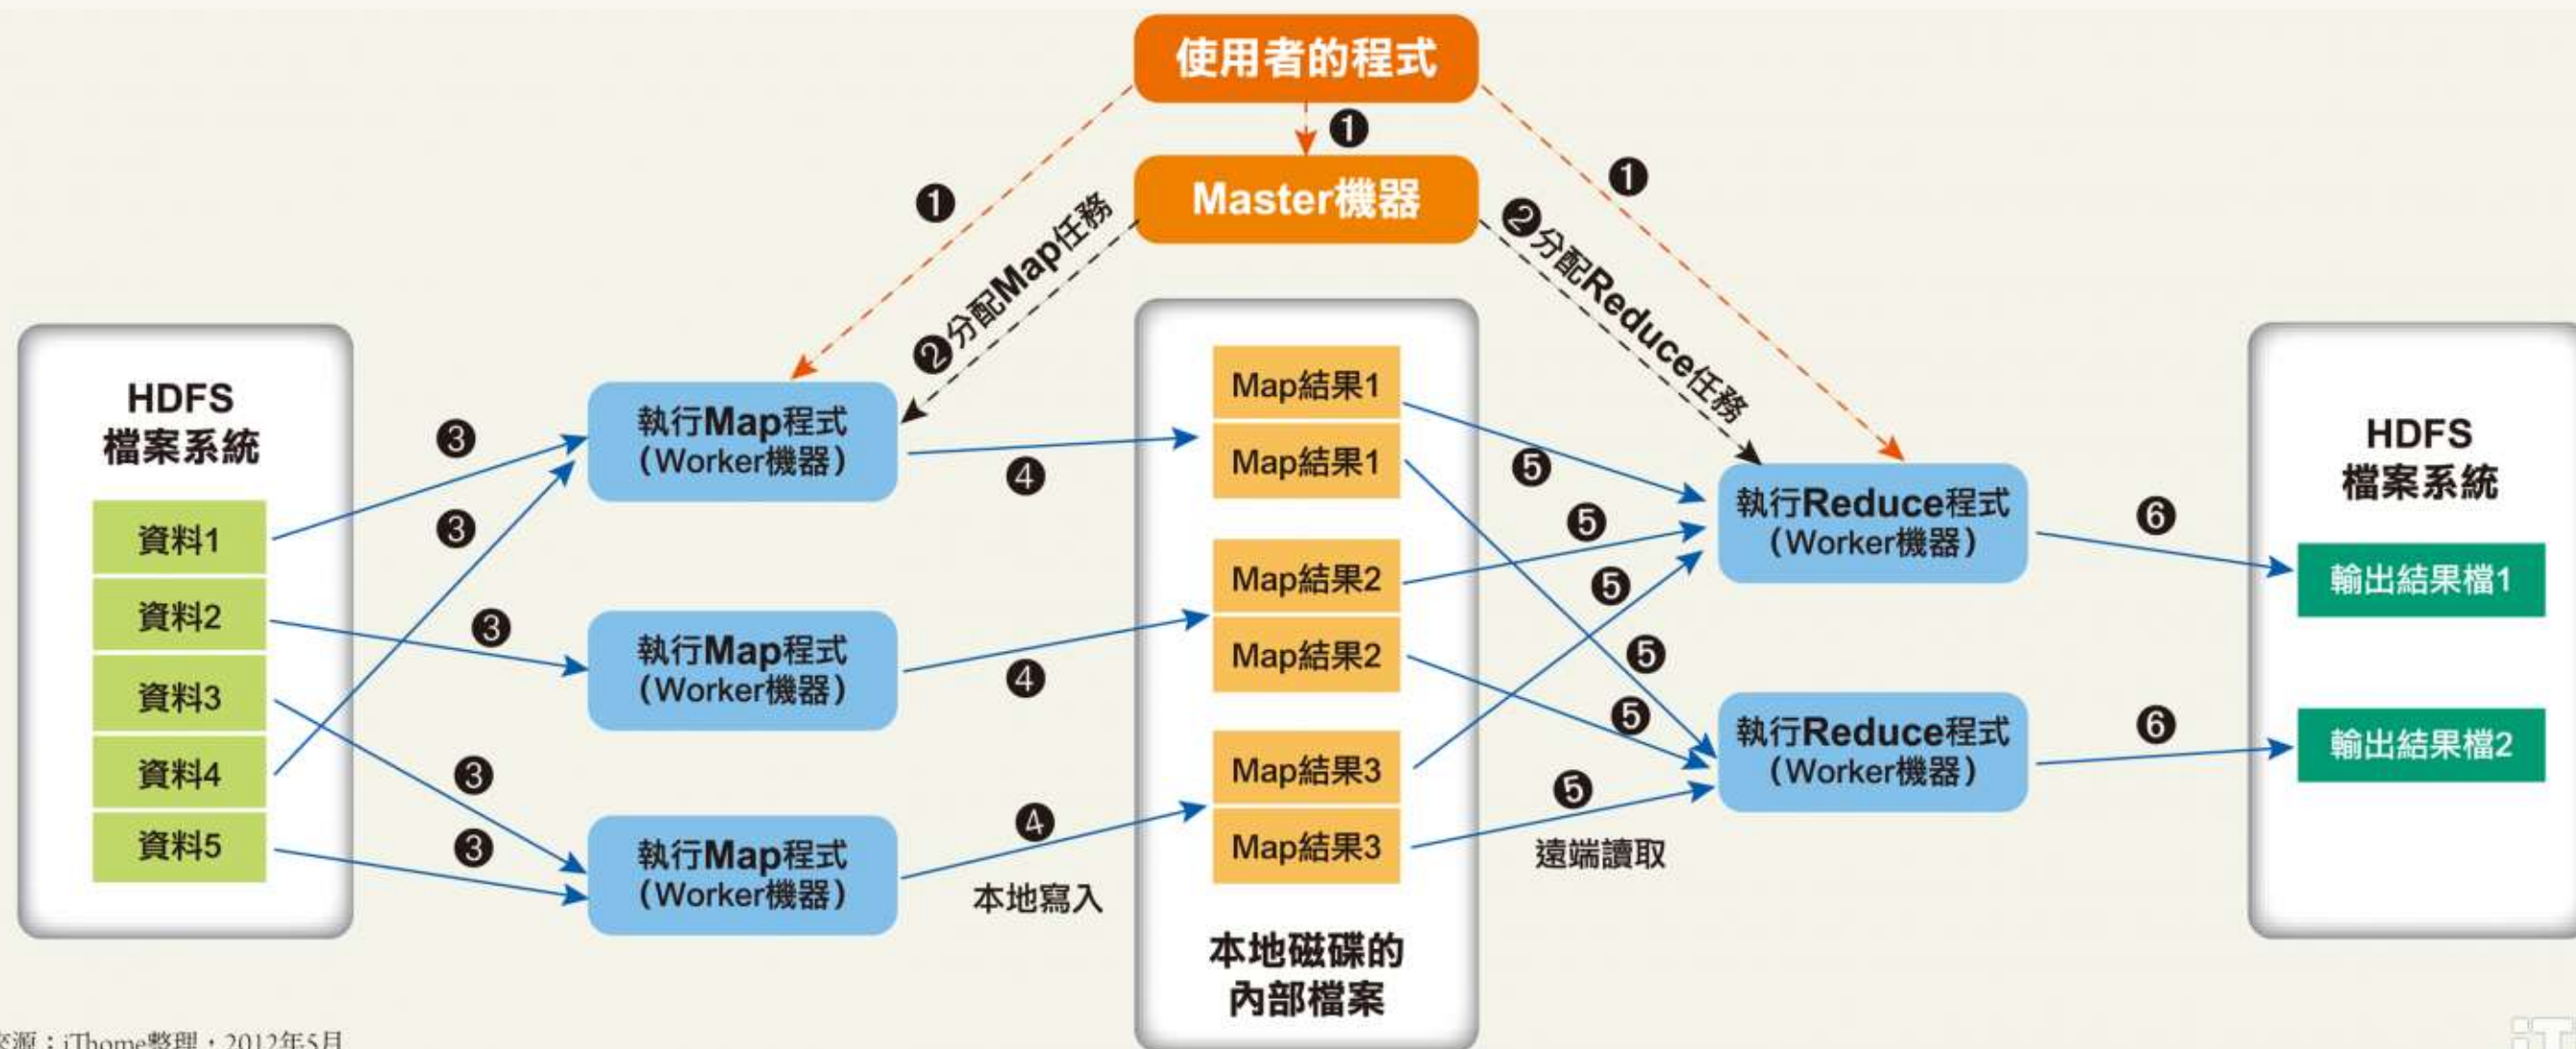 使用者的程式
❶
Master機器
❶
❶
❷分配Map任務
❷分配Reduce任務
HDFS
檔案系統
資料1
資料2
資料3
資料4
資料5
❸
❸
❸
❸
❸
執行Map程式
(Worker機器)
執行Map程式
(Worker機器)
執行Map程式
(Worker機器)
❹
❹
❹
本地寫入
Map結果1
Map結果1
Map結果2
Map結果2
Map結果3
Map結果3
本地磁碟的
內部檔案
❺
❺
❺
❺
❺
❺
遠端讀取
執行Reduce程式
(Worker機器)
執行Reduce程式
(Worker機器)
❻
❻
HDFS
檔案系統
輸出結果檔1
輸出結果檔2
來源：iThome整理，2012年5月
iT